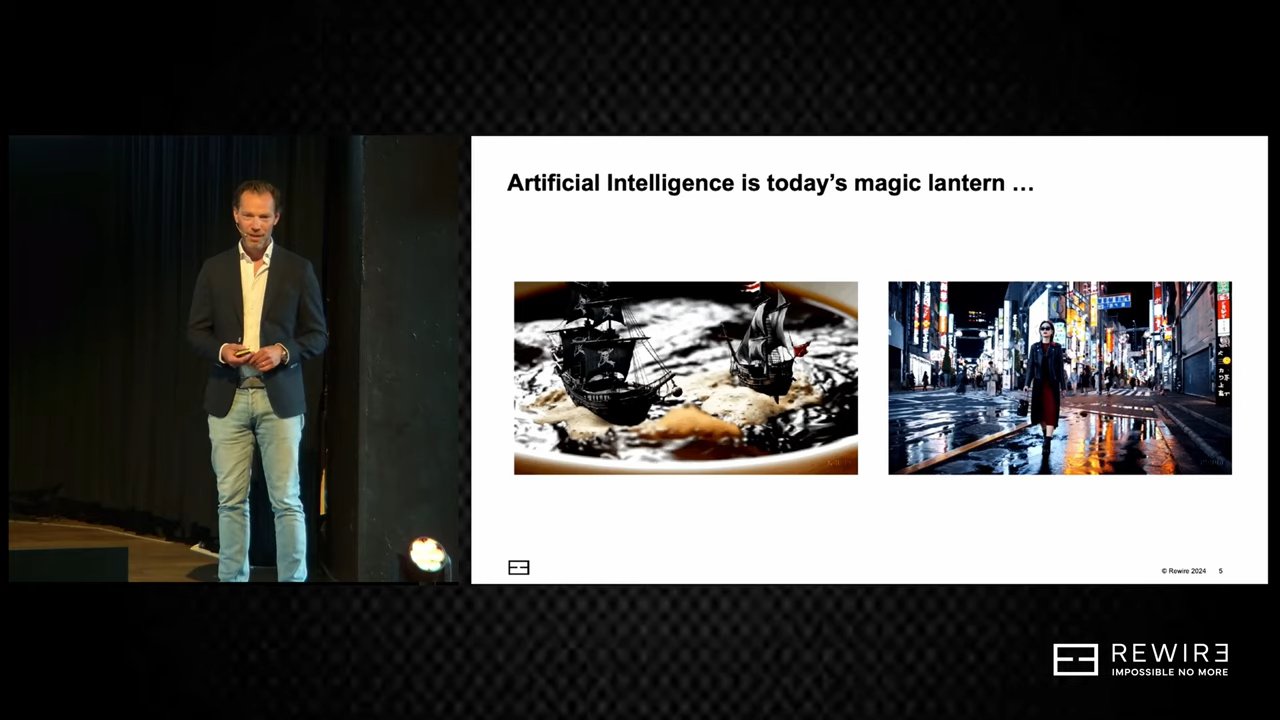 Artificial Intelligence is today’s magic lantern …
© Rewire 2024 5
REWIRE
IMPOSSIBLE NO MORE